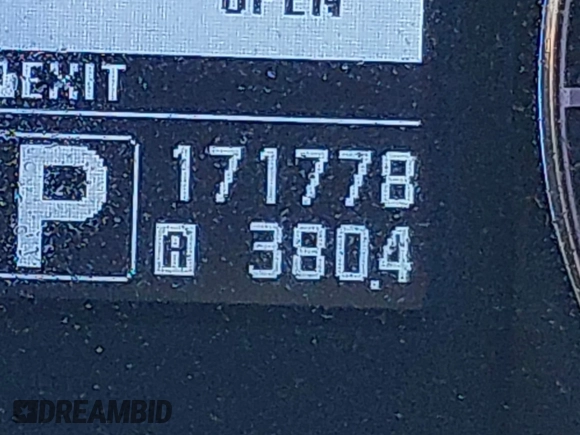 OPEN
EXIT
P 171778
A 380.4
DREAMBID